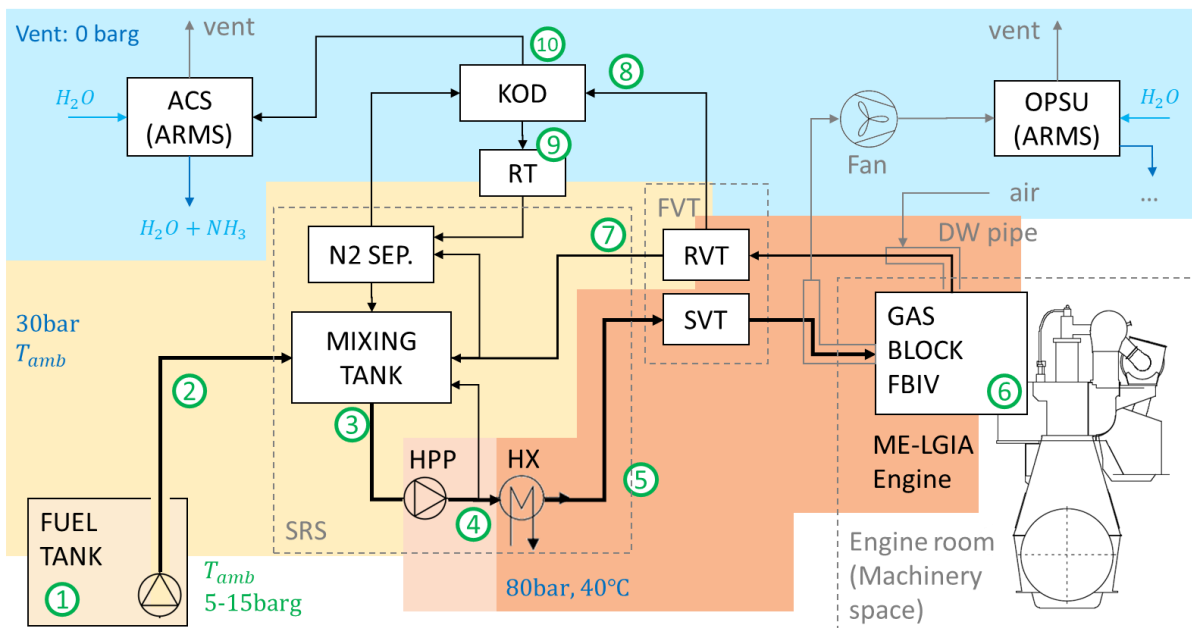 Vent: 0 barg
vent
10
8
vent
H₂O
ACS
(ARMS)
KOD
OPSU
(ARMS)
H₂O
Fan
9
RT
H₂O + NH₃
...
air
FVT
DW pipe
N2 SEP.
7
RVT
30bar
T_amb
MIXING
TANK
SVT
GAS
BLOCK
FBIV
6
2
3
HPP
HX
5
ME-LGIA
Engine
4
SRS
FUEL
TANK
1
T_amb
5-15barg
80bar, 40°C
Engine room
(Machinery
space)
M